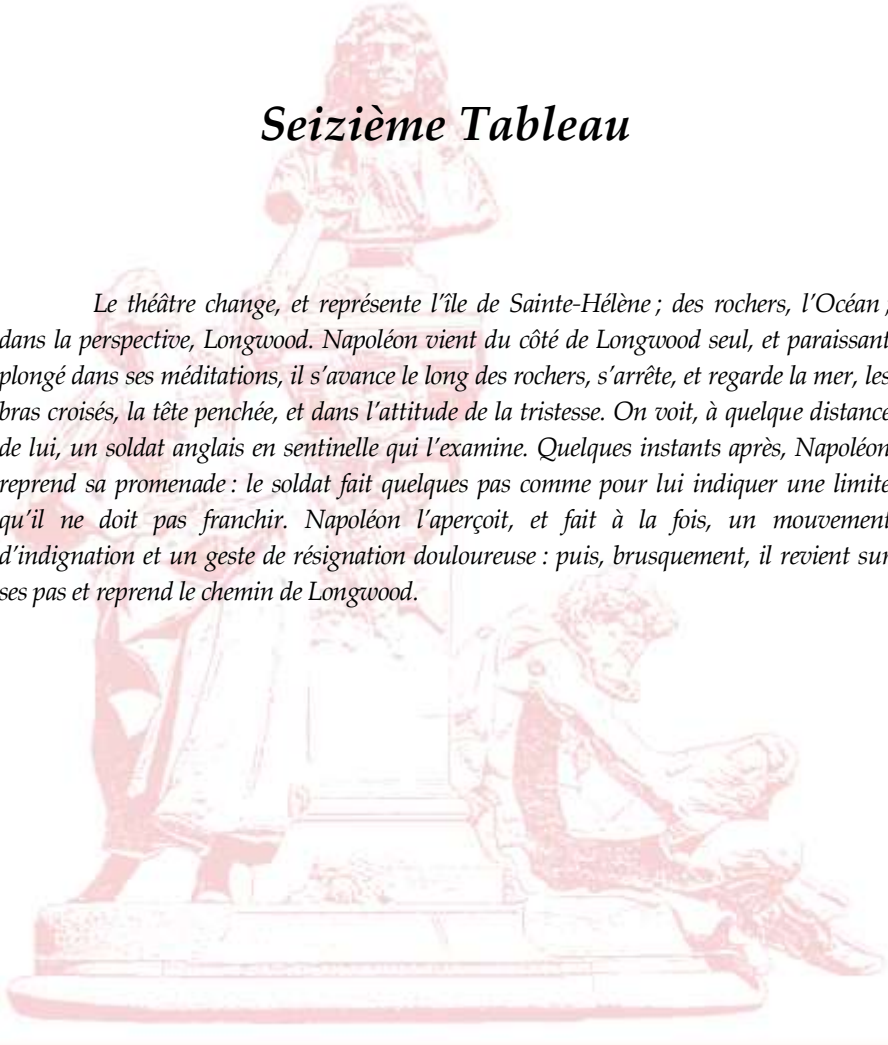 Seizième Tableau
Le théâtre change, et représente l’île de Sainte-Hélène ; des rochers, l’Océan ;
dans la perspective, Longwood. Napoléon vient du côté de Longwood seul, et paraissant
plongé dans ses méditations, il s’avance le long des rochers, s’arrête, et regarde la mer, les
bras croisés, la tête penchée, et dans l’attitude de la tristesse. On voit, à quelque distance
de lui, un soldat anglais en sentinelle qui l’examine. Quelques instants après, Napoléon
reprend sa promenade : le soldat fait quelques pas comme pour lui indiquer une limite
qu’il ne doit pas franchir. Napoléon l’aperçoit, et fait à la fois, un mouvement
d’indignation et un geste de résignation douloureuse : puis, brusquement, il revient sur
ses pas et reprend le chemin de Longwood.